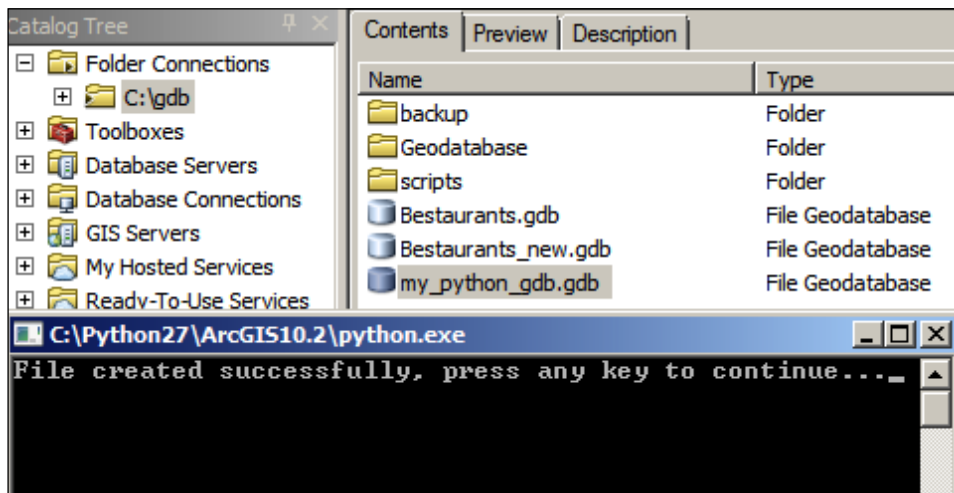 Catalog Tree
Folder Connections
C:\gdb
Toolboxes
Database Servers
Database Connections
GIS Servers
My Hosted Services
Ready-To-Use Services
Contents
Preview
Description
Name
Type
backup
Folder
Geodatabase
Folder
scripts
Folder
Bestaurants.gdb
File Geodatabase
Bestaurants_new.gdb
File Geodatabase
my_python_gdb.gdb
File Geodatabase
C:\Python27\ArcGIS10.2\python.exe
File created successfully, press any key to continue..._